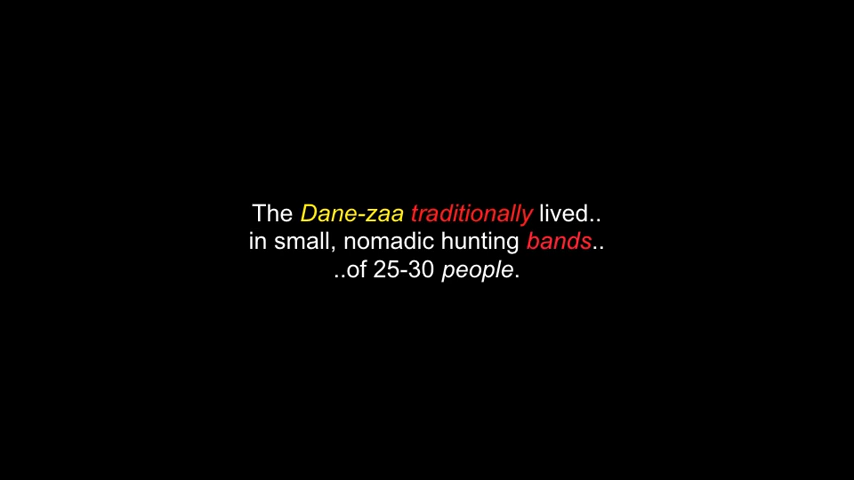 The Dane-zaa traditionally lived..
in small, nomadic hunting bands..
..of 25-30 people.